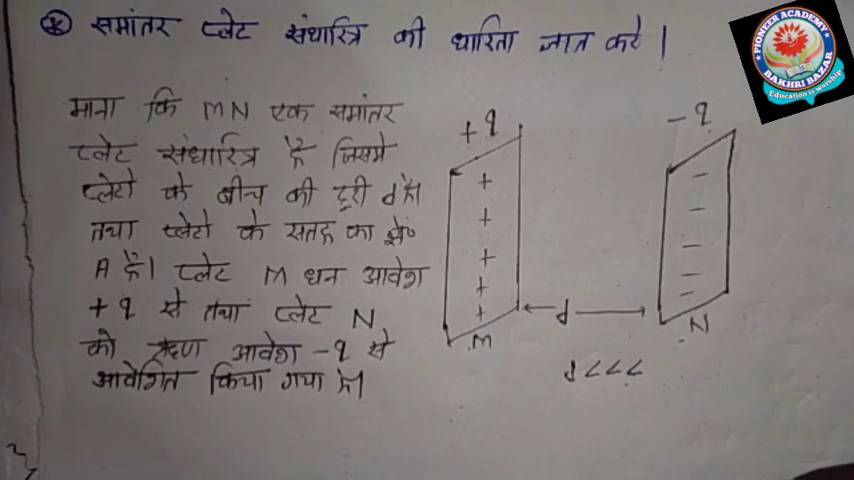 समांतर प्लेट संधारित्र की धारिता ज्ञात करे।
PIONEER ACADEMY
BAKHRI BAZAR
Education is worship
माना कि MN एक समांतर
प्लेट संधारित्र है जिसमे
प्लेटो के बीच की दूरी d है।
तथा प्लेटो के सतह का क्षे०
A है। प्लेट M धन आवेश
+q से तथा प्लेट N
को ऋण आवेश -q से
आवेशित किया गया है।
+q
-q
+ + + + +
- - - - -
d
M
N
d<<<